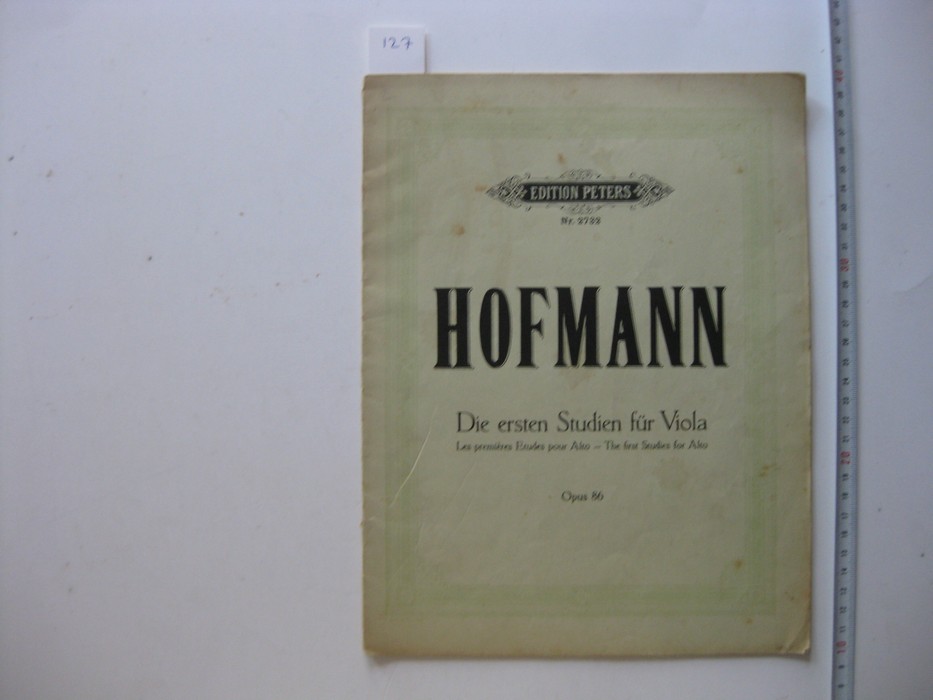 127
EDITION PETERS
Nr. 2722
HOFMANN
Die ersten Studien für Viola
Les premières Etudes pour Alto — The first Studies for Alto
Opus 86